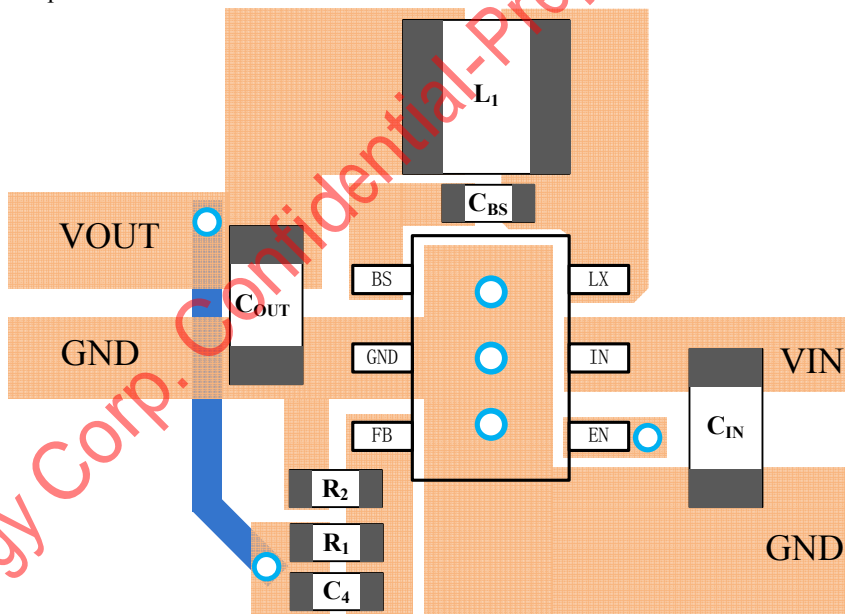 L1
CBS
VOUT
BS
LX
COUT
GND
GND
IN
VIN
FB
EN
CIN
R2
R1
GND
C4
gy Corp. Confidential-Prop